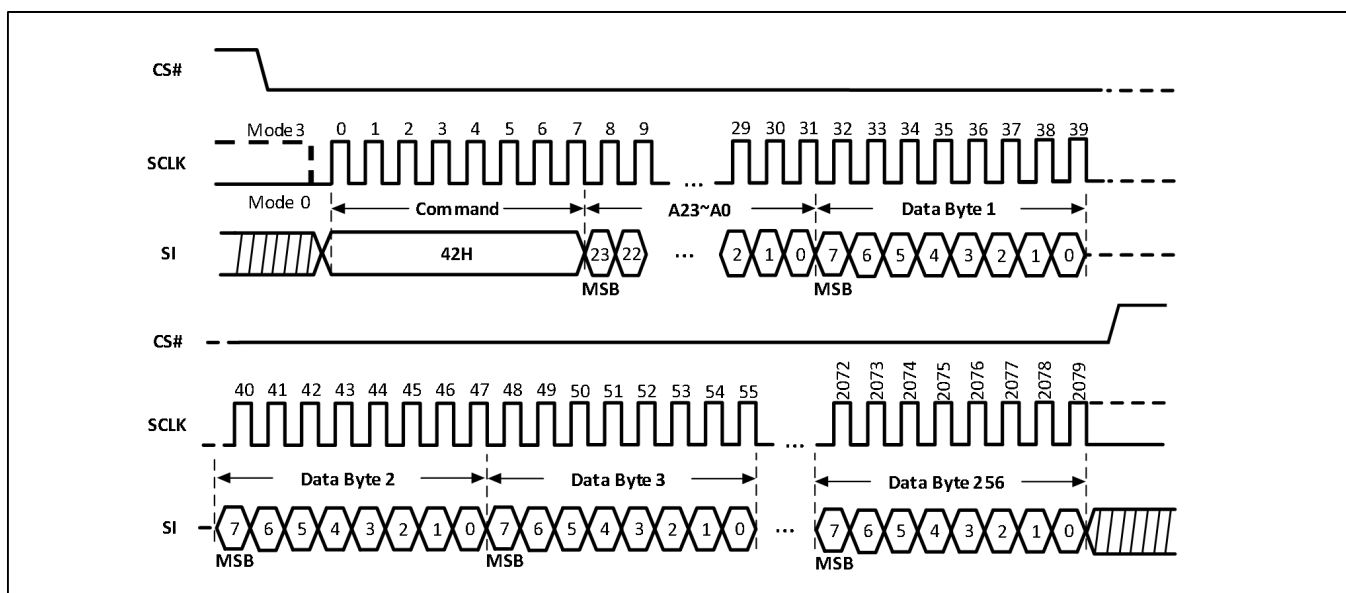 CS#
Mode 3 0 1 2 3 4 5 6 7 8 9 29 30 31 32 33 34 35 36 37 38 39
SCLK ...
Mode 0 Command A23~A0 Data Byte 1
SI 42H 23 22 ... 2 1 0 7 6 5 4 3 2 1 0
MSB MSB
CS#
40 41 42 43 44 45 46 47 48 49 50 51 52 53 54 55 2072 2073 2074 2075 2076 2077 2078 2079
SCLK ...
Data Byte 2 Data Byte 3 Data Byte 256
SI 7 6 5 4 3 2 1 0 7 6 5 4 3 2 1 0 ... 7 6 5 4 3 2 1 0
MSB MSB MSB